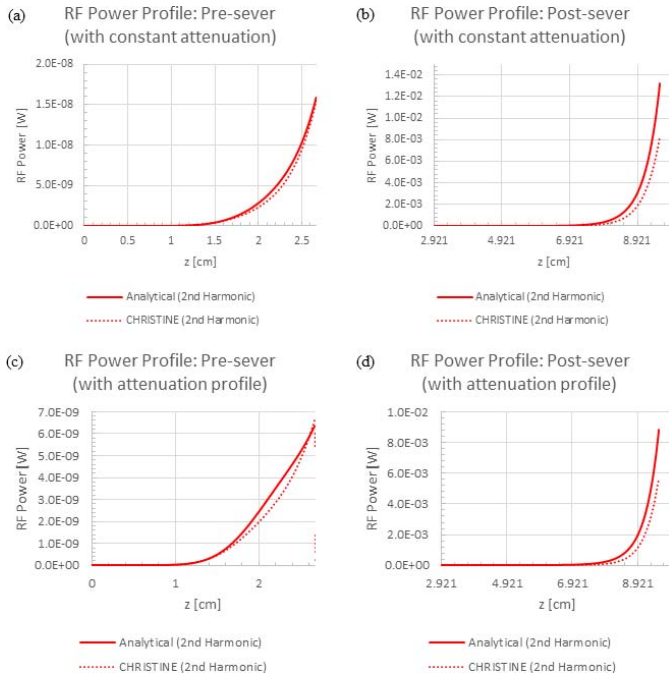 (a) RF Power Profile: Pre-sever
(with constant attenuation)
2.0E-08
1.5E-08
1.0E-08
5.0E-09
0.0E+00
RF Power [W]
0 0.5 1 1.5 2 2.5
z [cm]
Analytical (2nd Harmonic)
CHRISTINE (2nd Harmonic)
(b) RF Power Profile: Post-sever
(with constant attenuation)
1.4E-02
1.2E-02
1.0E-02
8.0E-03
6.0E-03
4.0E-03
2.0E-03
0.0E+00
RF Power [W]
2.921 4.921 6.921 8.921
z [cm]
Analytical (2nd Harmonic)
CHRISTINE (2nd Harmonic)
(c) RF Power Profile: Pre-sever
(with attenuation profile)
7.0E-09
6.0E-09
5.0E-09
4.0E-09
3.0E-09
2.0E-09
1.0E-09
0.0E+00
RF Power [W]
0 1 2
z [cm]
Analytical (2nd Harmonic)
CHRISTINE (2nd Harmonic)
(d) RF Power Profile: Post-sever
(with attenuation profile)
1.0E-02
8.0E-03
6.0E-03
4.0E-03
2.0E-03
0.0E+00
RF Power [W]
2.921 4.921 6.921 8.921
z [cm]
Analytical (2nd Harmonic)
CHRISTINE (2nd Harmonic)